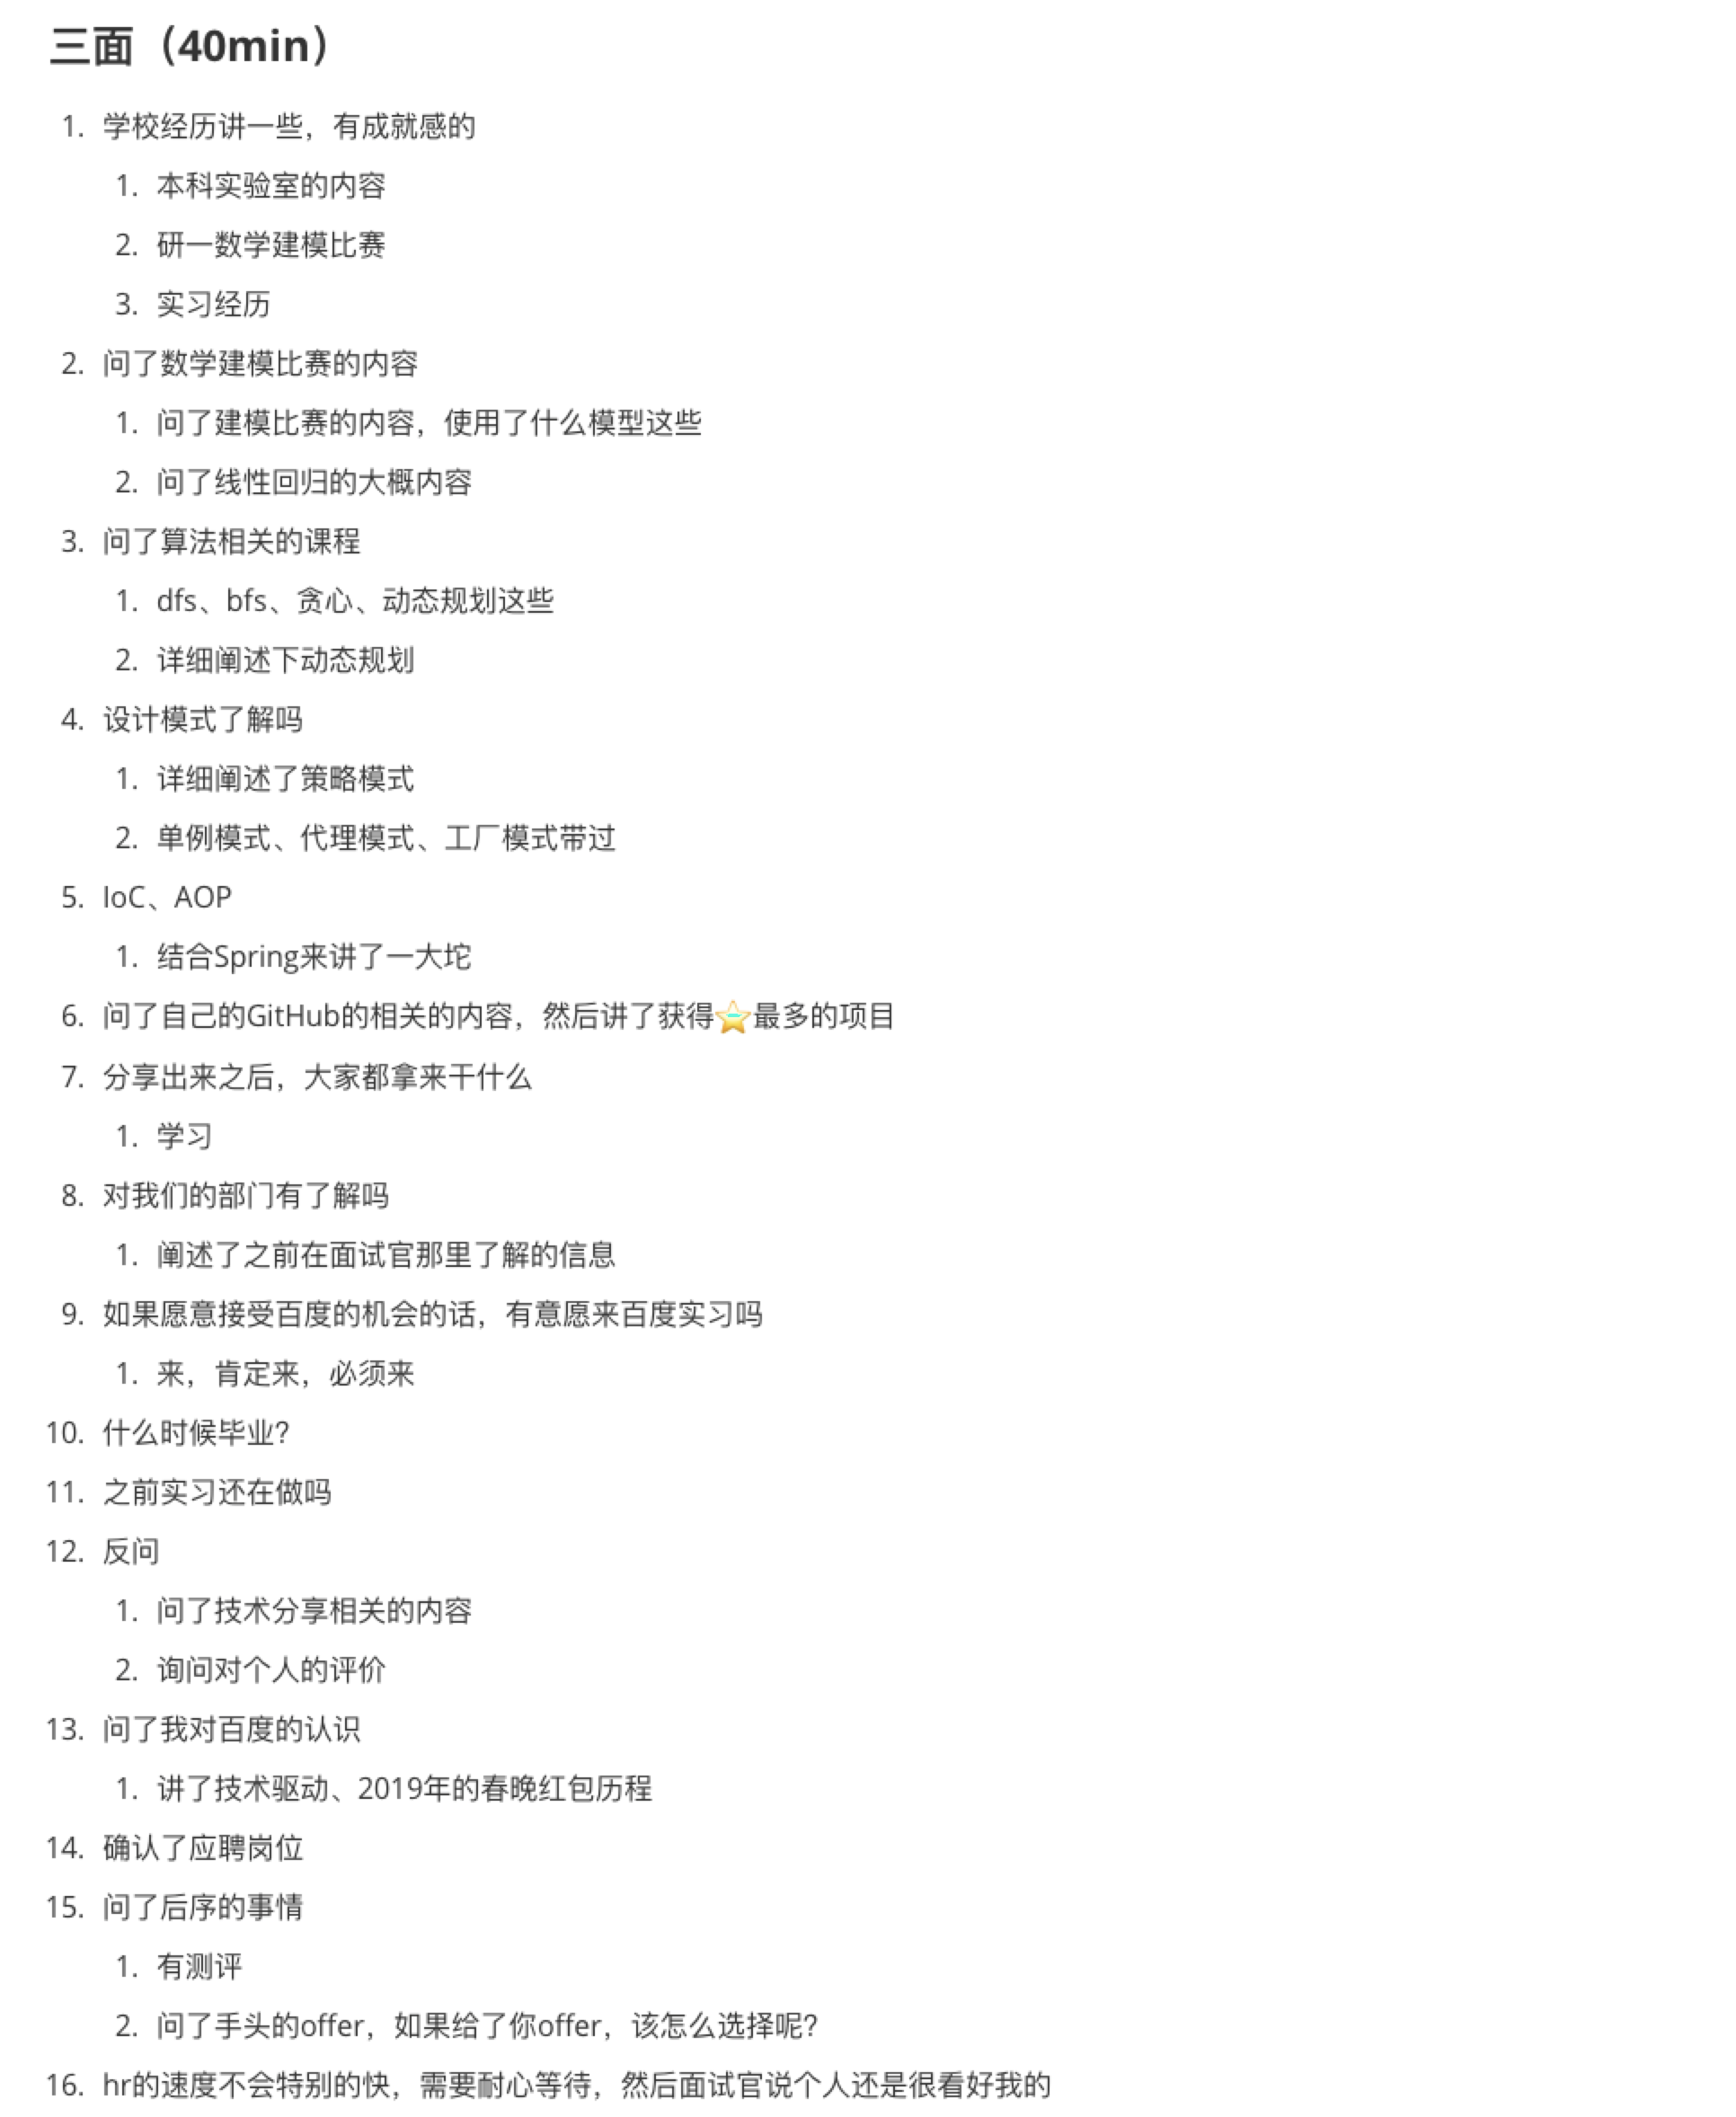 三面（40min）
1. 学校经历讲一些，有成就感的
1. 本科实验室的内容
2. 研一数学建模比赛
3. 实习经历
2. 问了数学建模比赛的内容
1. 问了建模比赛的内容，使用了什么模型这些
2. 问了线性回归的大概内容
3. 问了算法相关的课程
1. dfs、bfs、贪心、动态规划这些
2. 详细阐述下动态规划
4. 设计模式了解吗
1. 详细阐述了策略模式
2. 单例模式、代理模式、工厂模式带过
5. IoC、AOP
1. 结合Spring来讲了一大坨
6. 问了自己的GitHub的相关的内容，然后讲了获得⭐最多的项目
7. 分享出来之后，大家都拿来干什么
1. 学习
8. 对我们的部门有了解吗
1. 阐述了之前在面试官那里了解的信息
9. 如果愿意接受百度的机会的话，有意愿来百度实习吗
1. 来，肯定来，必须来
10. 什么时候毕业？
11. 之前实习还在做吗
12. 反问
1. 问了技术分享相关的内容
2. 询问对个人的评价
13. 问了我对百度的认识
1. 讲了技术驱动、2019年的春晚红包历程
14. 确认了应聘岗位
15. 问了后序的事情
1. 有测评
2. 问了手头的offer，如果给了你offer，该怎么选择呢？
16. hr的速度不会特别的快，需要耐心等待，然后面试官说个人还是很看好我的